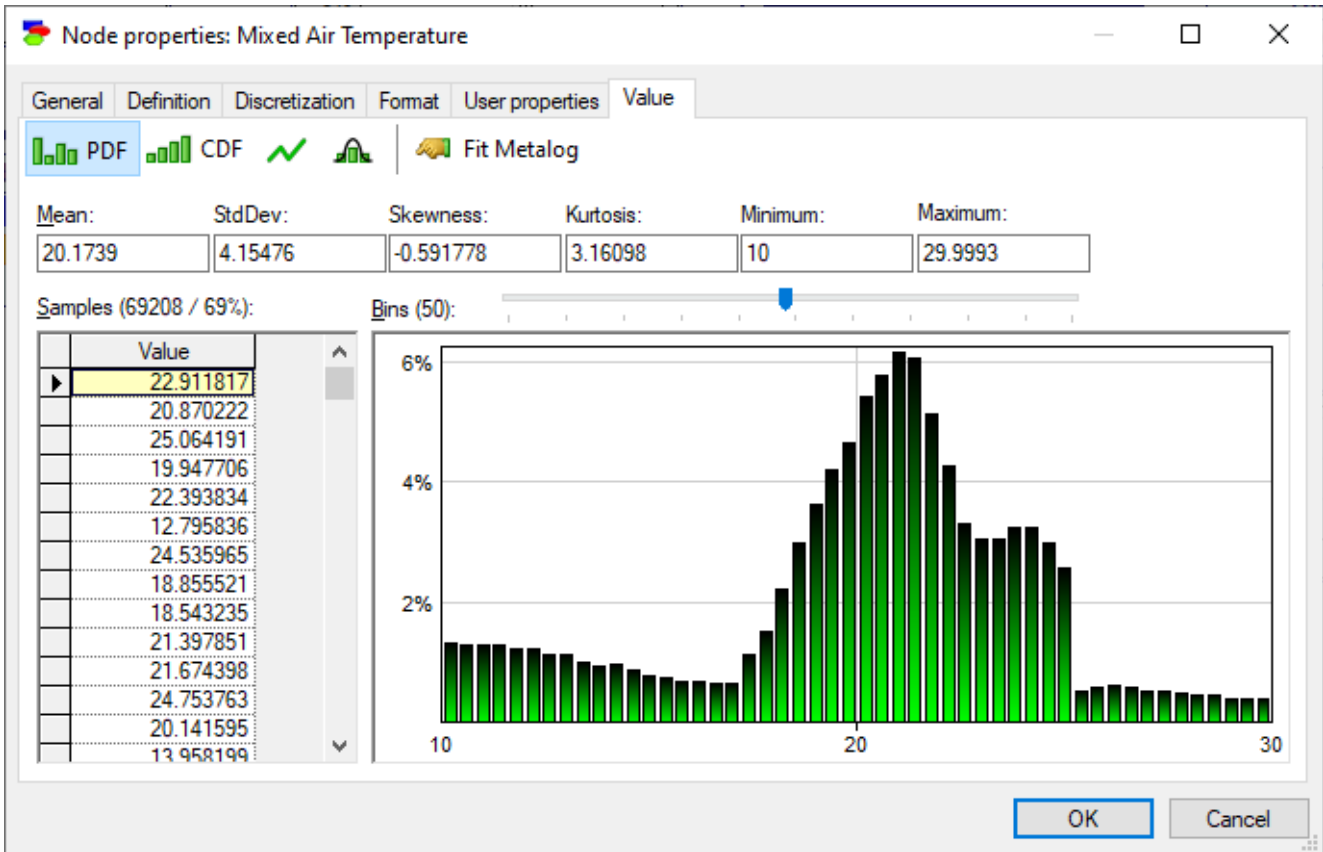 Node properties: Mixed Air Temperature
General Definition Discretization Format User properties Value
PDF CDF Fit Metalog
Mean: StdDev: Skewness: Kurtosis: Minimum: Maximum:
20.1739 4.15476 -0.591778 3.16098 10 29.9993
Samples (69208 / 69%): Bins (50):
Value
22.911817
20.870222
25.064191
19.947706
22.393834
12.795836
24.535965
18.855521
18.543235
21.397851
21.674398
24.753763
20.141595
13.958199
6%
4%
2%
10 20 30
OK Cancel